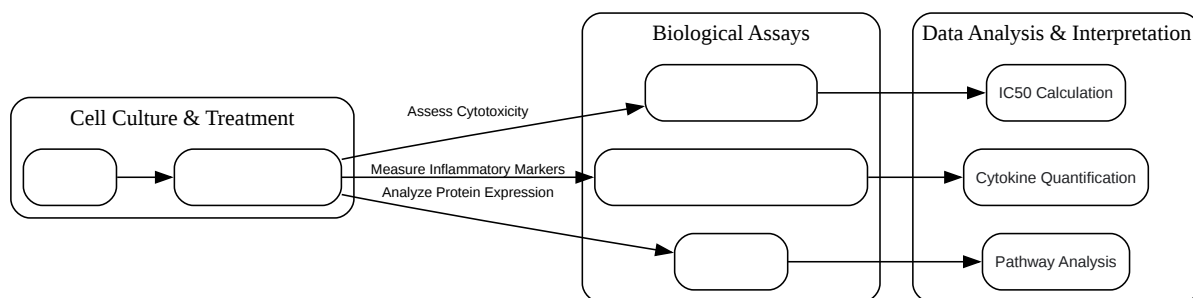 Cell Culture & Treatment
Assess Cytotoxicity
Measure Inflammatory Markers
Analyze Protein Expression
Biological Assays
Data Analysis & Interpretation
IC50 Calculation
Cytokine Quantification
Pathway Analysis